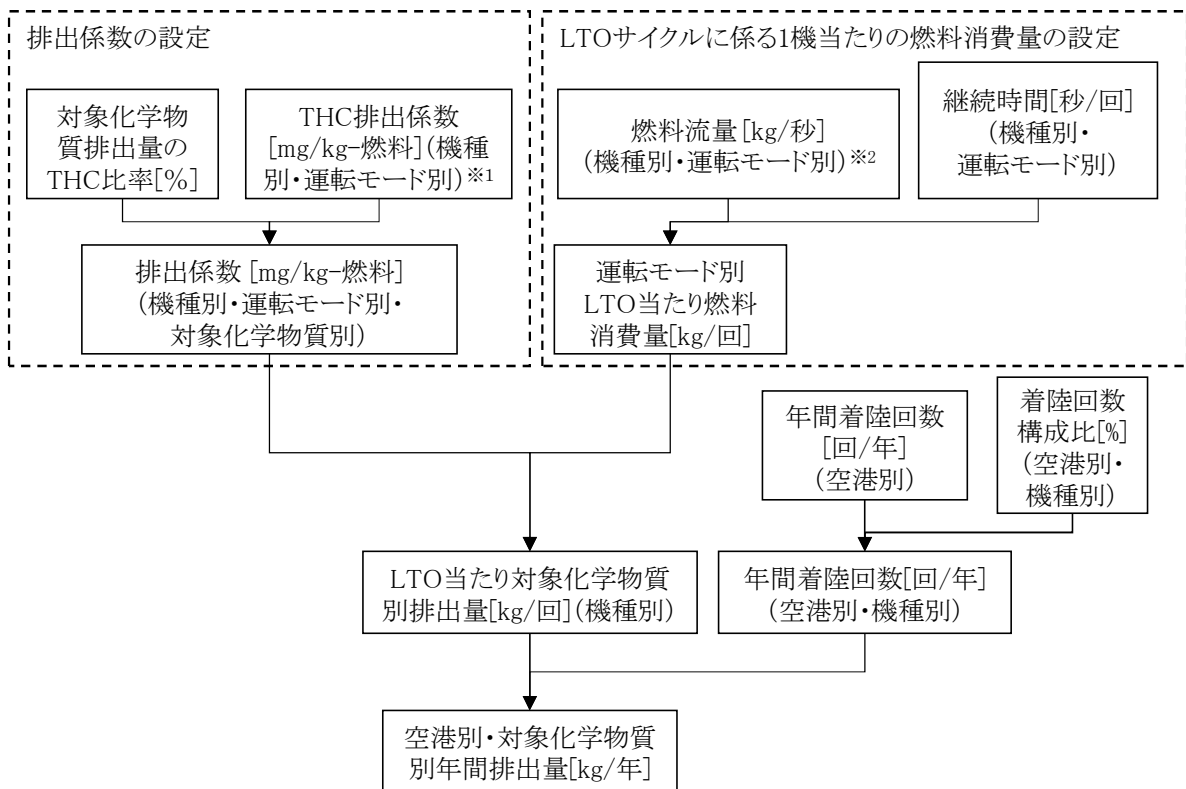 排出係数の設定
対象化学物
質排出量の
THC比率[%]
THC排出係数
[mg/kg-燃料](機種
別・運転モード別)※1
排出係数[mg/kg-燃料]
(機種別・運転モード別・
対象化学物質別)
LTOサイクルに係る1機当たりの燃料消費量の設定
燃料流量[kg/秒]
(機種別・運転モード別)※2
継続時間[秒/回]
(機種別・
運転モード別)
運転モード別
LTO当たり燃料
消費量[kg/回]
年間着陸回数
[回/年]
(空港別)
着陸回数
構成比[%]
(空港別・
機種別)
LTO当たり対象化学物質
別排出量[kg/回](機種別)
年間着陸回数[回/年]
(空港別・機種別)
空港別・対象化学物質
別年間排出量[kg/年]